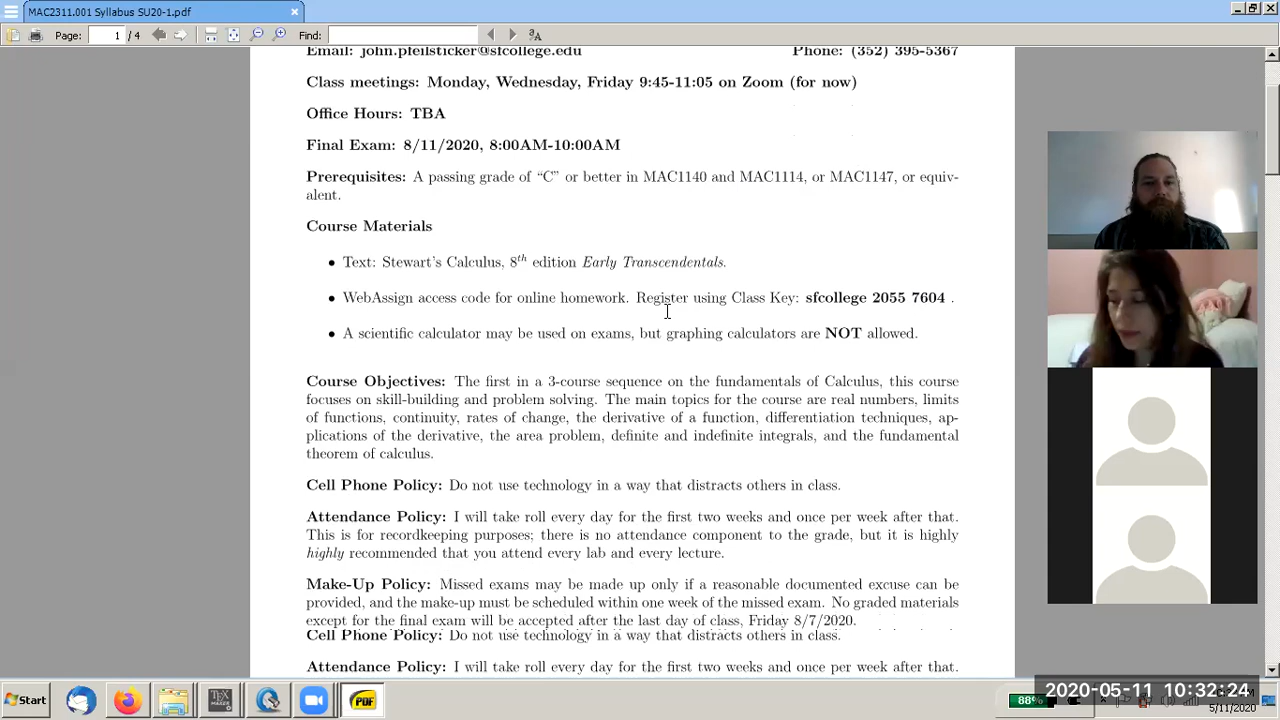 MAC2311.001 Syllabus SU20-1.pdf
Page: 1 / 4 Find:
Email: john.pfeilsticker@sfcollege.edu Phone: (352) 395-5367
Class meetings: Monday, Wednesday, Friday 9:45-11:05 on Zoom (for now)
Office Hours: TBA
Final Exam: 8/11/2020, 8:00AM-10:00AM
Prerequisites: A passing grade of “C” or better in MAC1140 and MAC1114, or MAC1147, or equiv-
alent.
Course Materials
• Text: Stewart's Calculus, 8th edition Early Transcendentals.
• WebAssign access code for online homework. Register using Class Key: sfcollege 2055 7604 .
• A scientific calculator may be used on exams, but graphing calculators are NOT allowed.
Course Objectives: The first in a 3-course sequence on the fundamentals of Calculus, this course
focuses on skill-building and problem solving. The main topics for the course are real numbers, limits
of functions, continuity, rates of change, the derivative of a function, differentiation techniques, ap-
plications of the derivative, the area problem, definite and indefinite integrals, and the fundamental
theorem of calculus.
Cell Phone Policy: Do not use technology in a way that distracts others in class.
Attendance Policy: I will take roll every day for the first two weeks and once per week after that.
This is for recordkeeping purposes; there is no attendance component to the grade, but it is highly
highly recommended that you attend every lab and every lecture.
Make-Up Policy: Missed exams may be made up only if a reasonable documented excuse can be
provided, and the make-up must be scheduled within one week of the missed exam. No graded materials
except for the final exam will be accepted after the last day of class, Friday 8/7/2020.
Cell Phone Policy: Do not use technology in a way that distracts others in class.
Attendance Policy: I will take roll every day for the first two weeks and once per week after that.
Start TEX MAKER PDF 88% 2020-05-11 10:32:24
5/11/2020